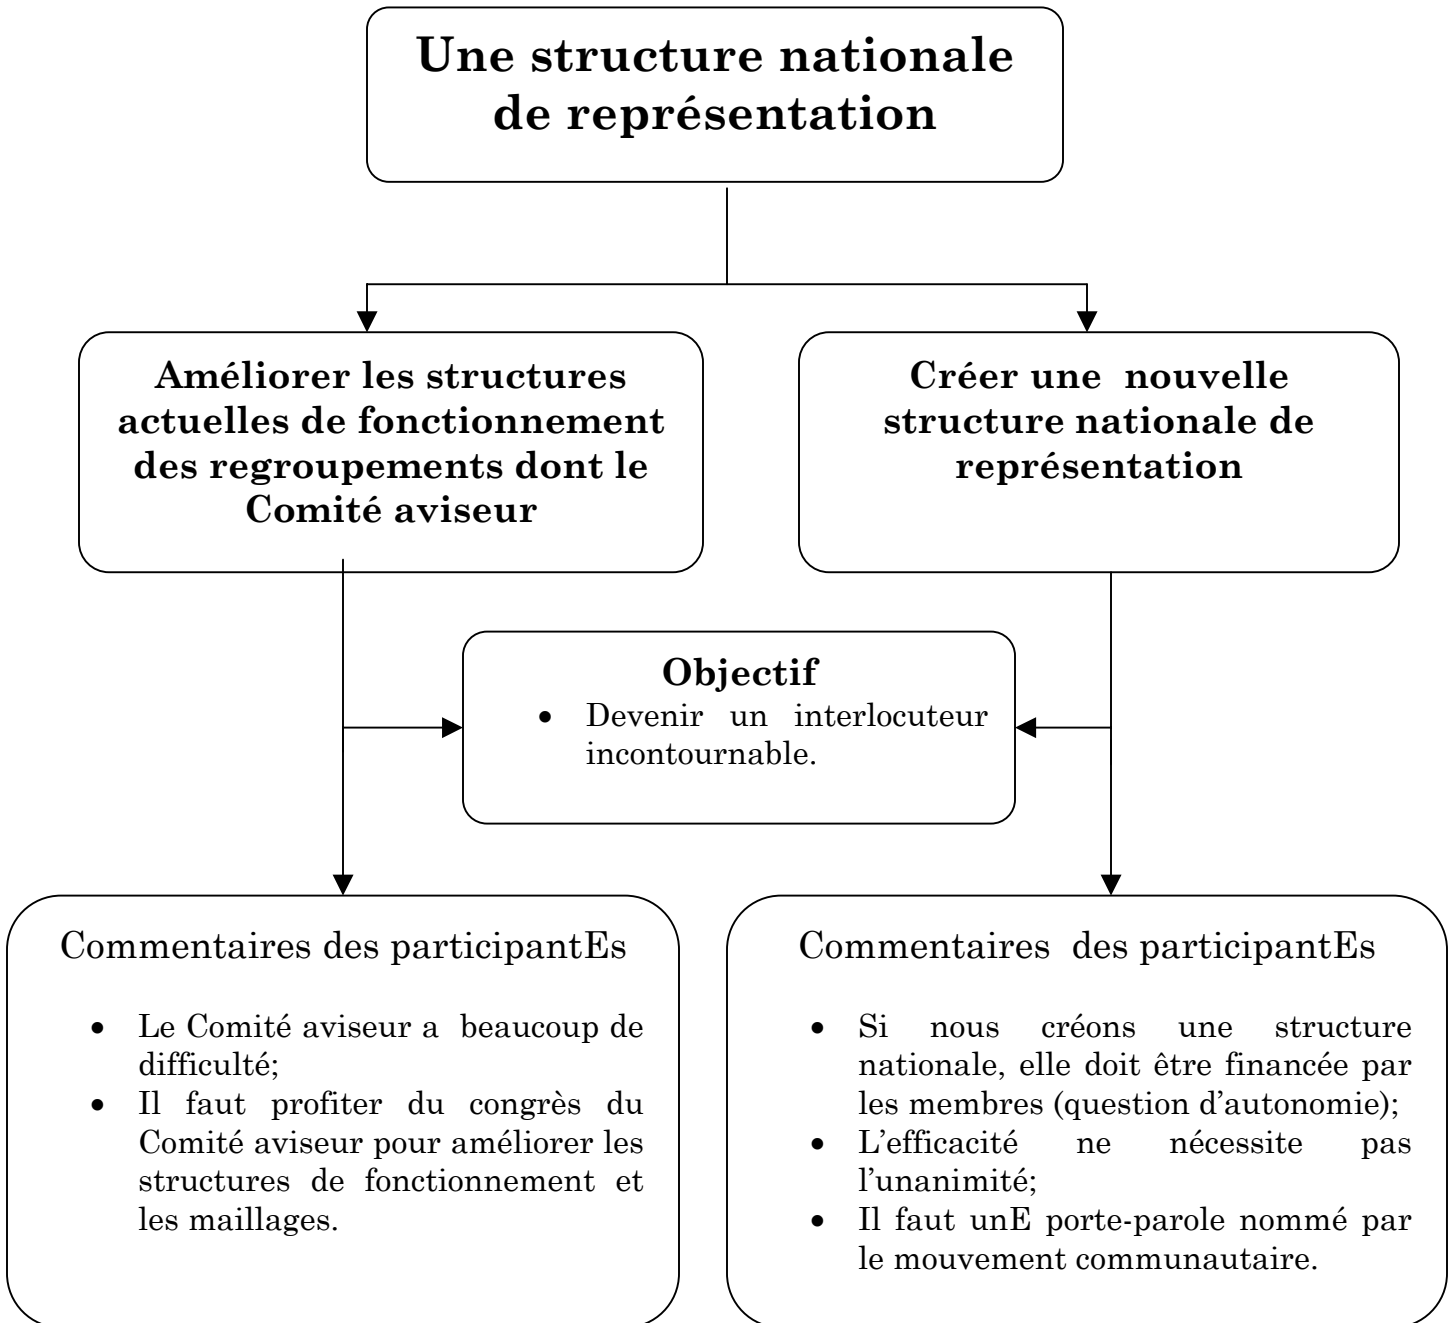 Une structure nationale
de représentation
Améliorer les structures
actuelles de fonctionnement
des regroupements dont le
Comité aviseur
Créer une nouvelle
structure nationale de
représentation
Objectif
• Devenir un interlocuteur
incontournable.
Commentaires des participantEs
• Le Comité aviseur a beaucoup de
difficulté;
• Il faut profiter du congrès du
Comité aviseur pour améliorer les
structures de fonctionnement et
les maillages.
Commentaires des participantEs
• Si nous créons une structure
nationale, elle doit être financée par
les membres (question d’autonomie);
• L’efficacité ne nécessite pas
l’unanimité;
• Il faut unE porte-parole nommé par
le mouvement communautaire.